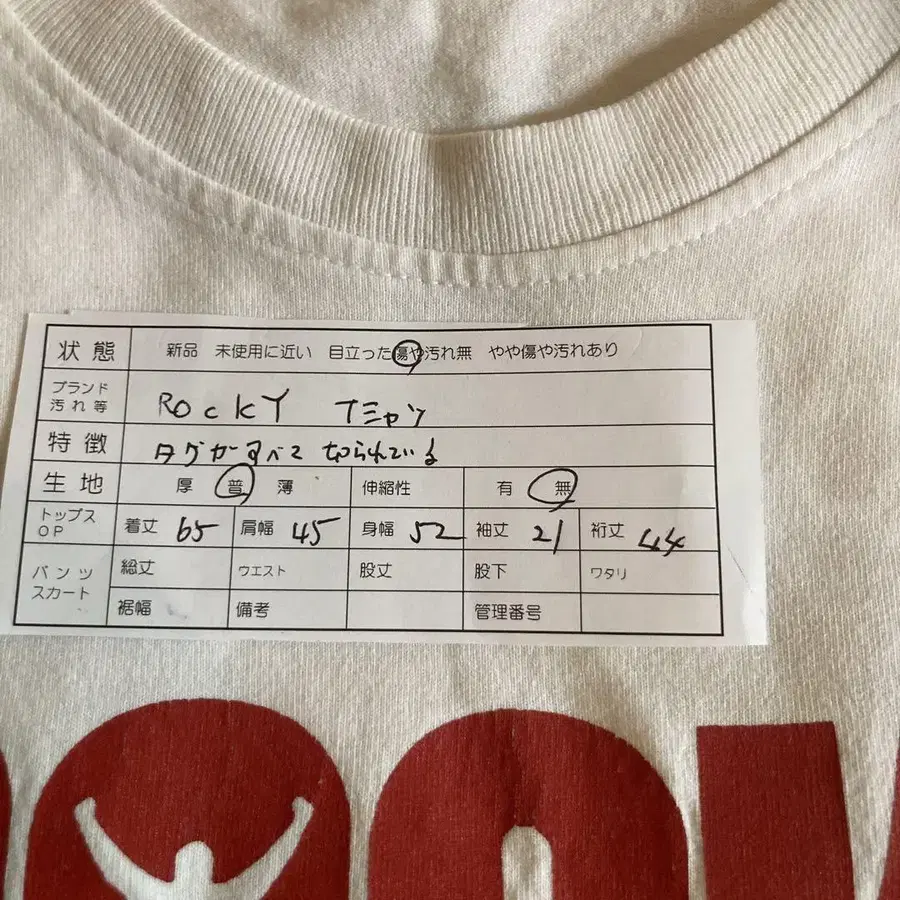 状態 新品 未使用に近い 目立った傷や汚れ無 やや傷や汚れあり
ブランド
汚れ等 ROckY Tシャツ
特徴 タグがすべて切られている
生地 厚 普 薄 伸縮性 有 無
トップス
OP 着丈 65 肩幅 45 身幅 52 袖丈 21 裄丈 44
パンツ
スカート 総丈 ウエスト 股丈 股下 ワタリ
裾幅 備考 管理番号